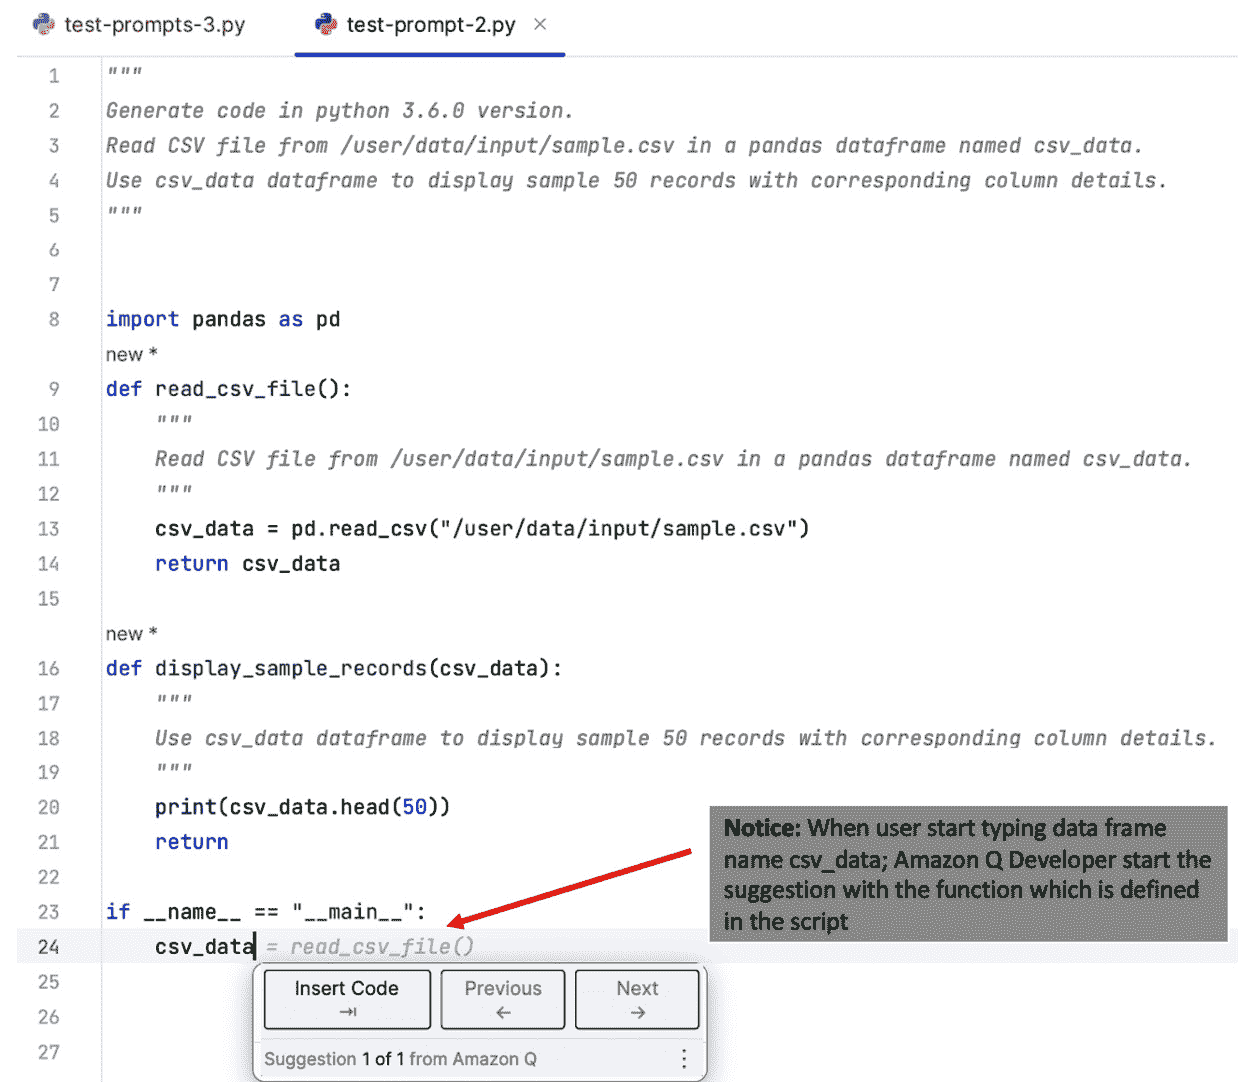 test-prompts-3.py test-prompt-2.py ×
1 """
2 Generate code in python 3.6.0 version.
3 Read CSV file from /user/data/input/sample.csv in a pandas dataframe named csv_data.
4 Use csv_data dataframe to display sample 50 records with corresponding column details.
5 """
6
7
8 import pandas as pd
new *
9 def read_csv_file():
10 """
11 Read CSV file from /user/data/input/sample.csv in a pandas dataframe named csv_data.
12 """
13 csv_data = pd.read_csv("/user/data/input/sample.csv")
14 return csv_data
15
new *
16 def display_sample_records(csv_data):
17 """
18 Use csv_data dataframe to display sample 50 records with corresponding column details.
19 """
20 print(csv_data.head(50))
21 return
22
23 if __name__ == "__main__":
24 csv_data = read_csv_file()
25
26
27
Notice: When user start typing data frame
name csv_data; Amazon Q Developer start the
suggestion with the function which is defined
in the script
Insert Code Previous Next
⇥ ← →
Suggestion 1 of 1 from Amazon Q ⋮